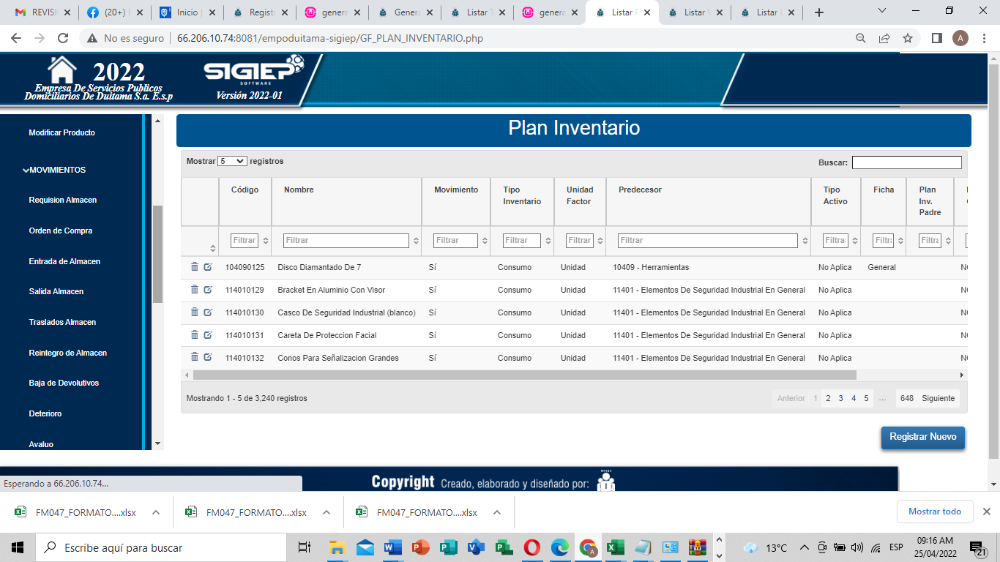 REVISI
(20+) F
Inicio |
Registr
genera
Genera
Listar T
genera
Listar P
Listar V
Listar
No es seguro
66.206.10.74:8081/empoduitama-sigiep/GF_PLAN_INVENTARIO.php
A
2022
Empresa De Servicios Publicos
Domiciliarios De Duitama S.a. E.s.p
SIGIEP
SOFTWARE
Versión 2022-01
Modificar Producto
MOVIMIENTOS
Requision Almacen
Orden de Compra
Entrada de Almacen
Salida Almacen
Traslados Almacen
Reintegro de Almacen
Baja de Devolutivos
Deterioro
Avaluo
Plan Inventario
Mostrar 5 registros
Buscar:
Código Nombre Movimiento Tipo Inventario Unidad Factor Predecesor Tipo Activo Ficha Plan Inv. Padre
Filtrar Filtrar Filtrar Filtrar Filtrar Filtrar Filtrar Filtrar Filtrar
104090125 Disco Diamantado De 7 Sí Consumo Unidad 10409 - Herramientas No Aplica General NO
114010129 Bracket En Aluminio Con Visor Sí Consumo Unidad 11401 - Elementos De Seguridad Industrial En General No Aplica NO
114010130 Casco De Seguridad Industrial (blanco) Sí Consumo Unidad 11401 - Elementos De Seguridad Industrial En General No Aplica NO
114010131 Careta De Proteccion Facial Sí Consumo Unidad 11401 - Elementos De Seguridad Industrial En General No Aplica NO
114010132 Conos Para Señalizacion Grandes Sí Consumo Unidad 11401 - Elementos De Seguridad Industrial En General No Aplica NO
Mostrando 1 - 5 de 3,240 registros
Anterior 1 2 3 4 5 ... 648 Siguiente
Registrar Nuevo
Esperando a 66.206.10.74...
Copyright Creado, elaborado y diseñado por:
FM047_FORMATO....xlsx
FM047_FORMATO....xlsx
FM047_FORMATO....xlsx
Mostrar todo
Escribe aquí para buscar
13°C
ESP
09:16 AM
25/04/2022
21